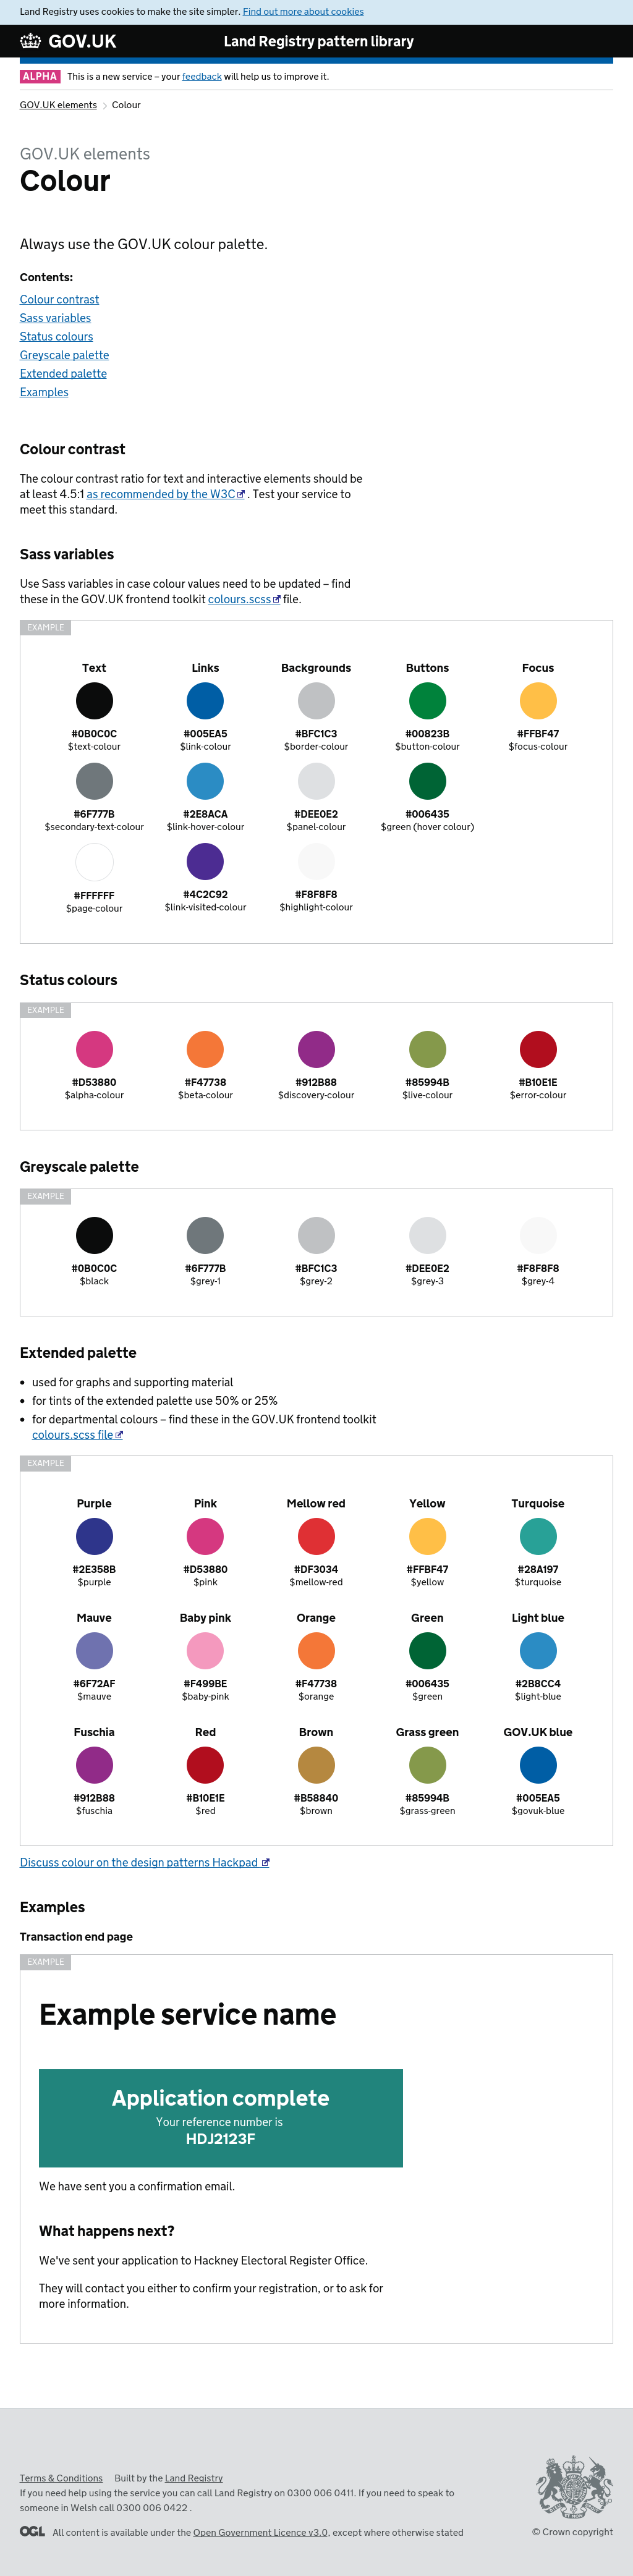 Land Registry uses cookies to make the site simpler. Find out more about cookies
GOV.UK
Land Registry pattern library
ALPHA This is a new service – your feedback will help us to improve it.
GOV.UK elements
Colour
GOV.UK elements
Colour
Always use the GOV.UK colour palette.
Contents:
Colour contrast
Sass variables
Status colours
Greyscale palette
Extended palette
Examples
Colour contrast
The colour contrast ratio for text and interactive elements should be
at least 4.5:1 as recommended by the W3C . Test your service to
meet this standard.
Sass variables
Use Sass variables in case colour values need to be updated – find
these in the GOV.UK frontend toolkit colours.scss file.
EXAMPLE
Text Links Backgrounds Buttons Focus
#0B0C0C #005EA5 #BFC1C3 #00823B #FFBF47
$text-colour $link-colour $border-colour $button-colour $focus-colour
#6F777B #2E8ACA #DEE0E2 #006435
$secondary-text-colour $link-hover-colour $panel-colour $green (hover colour)
#FFFFFF #4C2C92 #F8F8F8
$page-colour $link-visited-colour $highlight-colour
Status colours
EXAMPLE
#D53880 #F47738 #912B88 #85994B #B10E1E
$alpha-colour $beta-colour $discovery-colour $live-colour $error-colour
Greyscale palette
EXAMPLE
#0B0C0C #6F777B #BFC1C3 #DEE0E2 #F8F8F8
$black $grey-1 $grey-2 $grey-3 $grey-4
Extended palette
• used for graphs and supporting material
• for tints of the extended palette use 50% or 25%
• for departmental colours – find these in the GOV.UK frontend toolkit
colours.scss file
EXAMPLE
Purple Pink Mellow red Yellow Turquoise
#2E358B #D53880 #DF3034 #FFBF47 #28A197
$purple $pink $mellow-red $yellow $turquoise
Mauve Baby pink Orange Green Light blue
#6F72AF #F499BE #F47738 #006435 #2B8CC4
$mauve $baby-pink $orange $green $light-blue
Fuschia Red Brown Grass green GOV.UK blue
#912B88 #B10E1E #B58840 #85994B #005EA5
$fuschia $red $brown $grass-green $govuk-blue
Discuss colour on the design patterns Hackpad
Examples
Transaction end page
EXAMPLE
Example service name
Application complete
Your reference number is
HDJ2123F
We have sent you a confirmation email.
What happens next?
We've sent your application to Hackney Electoral Register Office.
They will contact you either to confirm your registration, or to ask for
more information.
Terms & Conditions Built by the Land Registry
If you need help using the service you can call Land Registry on 0300 006 0411. If you need to speak to
someone in Welsh call 0300 006 0422 .
OGL All content is available under the Open Government Licence v3.0, except where otherwise stated
© Crown copyright